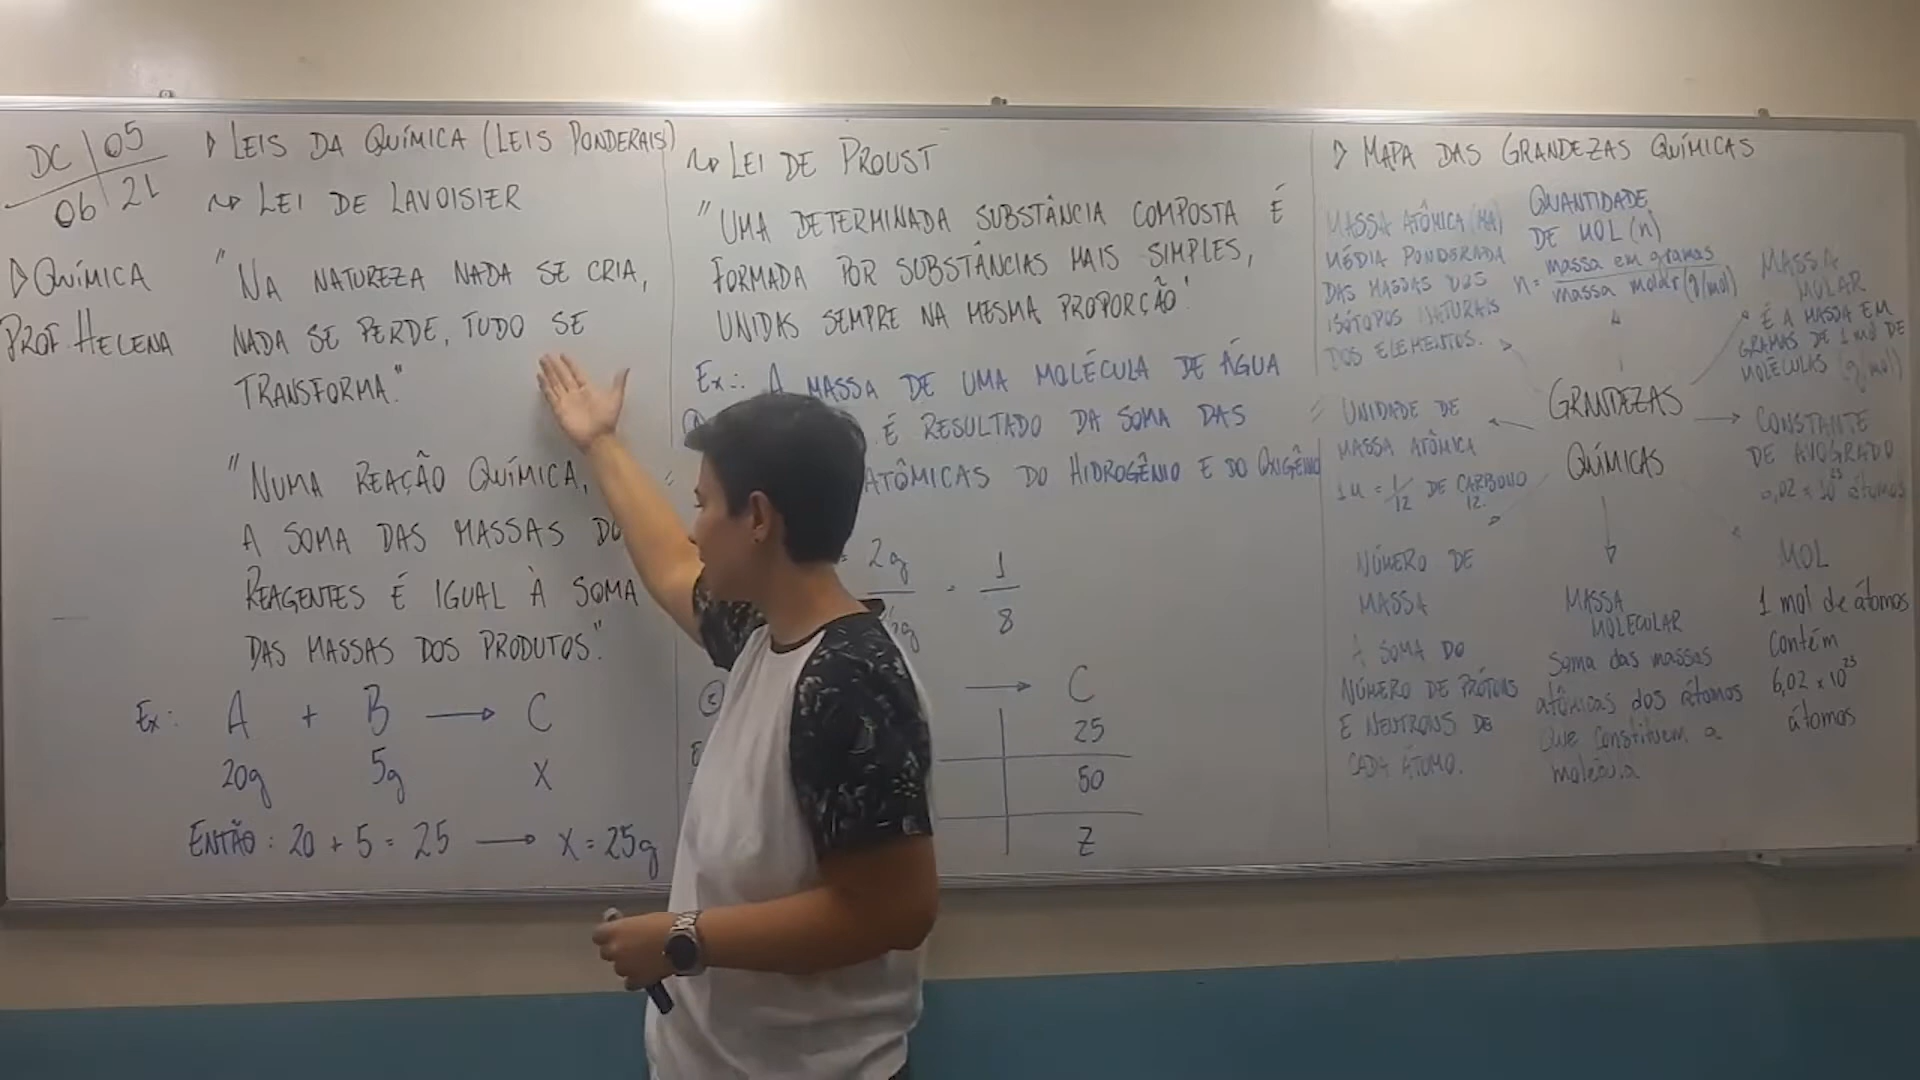 DC 05
06 21
▷ QUÍMICA
PROF. HELENA
▷ LEIS DA QUÍMICA (LEIS PONDERAIS)
~> LEI DE LAVOISIER
"NA NATUREZA NADA SE CRIA,
NADA SE PERDE, TUDO SE
TRANSFORMA."
"NUMA REAÇÃO QUÍMICA,
A SOMA DAS MASSAS DO
REAGENTES É IGUAL À SOMA
DAS MASSAS DOS PRODUTOS."
EX: A + B → C
20g 5g X
ENTÃO: 20 + 5 = 25 → X = 25g
~> LEI DE PROUST
"UMA DETERMINADA SUBSTÂNCIA COMPOSTA É
FORMADA POR SUBSTÂNCIAS MAIS SIMPLES,
UNIDAS SEMPRE NA MESMA PROPORÇÃO"
Ex.: A MASSA DE UMA MOLÉCULA DE ÁGUA
É RESULTADO DA SOMA DAS
ATÔMICAS DO HIDROGÊNIO E DO OXIGÊNIO
2g
1
8
→ C
25
50
Z
▷ MAPA DAS GRANDEZAS QUÍMICAS
MASSA ATÔMICA (MA)
MÉDIA PONDERADA
DAS MASSAS DOS
ISÓTOPOS NATURAIS
DOS ELEMENTOS.
QUANTIDADE
DE MOL (n)
n = massa em gramas
massa molar (g/mol)
MASSA
MOLAR
É A MASSA EM
GRAMAS DE 1 mol DE
MOLÉCULAS (g/mol)
GRANDEZAS
QUÍMICAS
UNIDADE DE
MASSA ATÔMICA
1u = 1/12 DE CARBONO
12.
CONSTANTE
DE AVOGRADO
6,02 x 10²³ átomos
NÚMERO DE
MASSA
A SOMA DO
NÚMERO DE PRÓTONS
E NEUTRONS DE
CADA ÁTOMO.
MASSA
MOLECULAR
Soma das massas
atômicas dos átomos
que constituem a
molécula
MOL
1 mol de átomos
contém
6,02 x 10²³
átomos